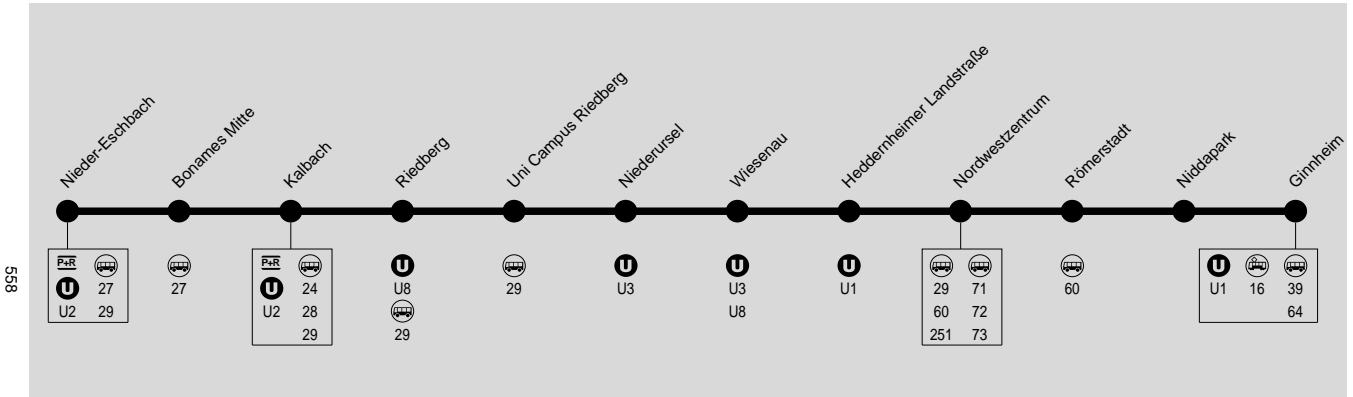 Nieder-Eschbach
Bonames Mitte
Kalbach
Riedberg
Uni Campus Riedberg
Niederursel
Wiesenau
Heddernheimer Landstraße
Nordwestzentrum
Römerstadt
Niddapark
Ginnheim
P+R
U 27
U2 29
27
P+R
U 24
U2 28
29
U
U8
29
29
U
U3
U
U3
U8
U
U1
29 71
60 72
251 73
60
U
U1 16 39
64
558